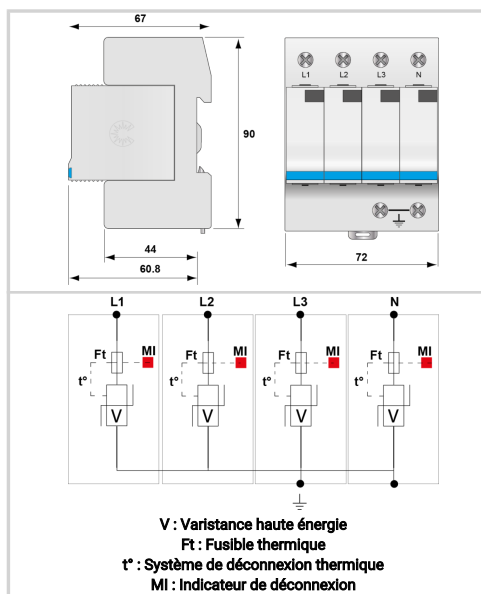 67
L1 L2 L3 N
90
44
60.8
72
L1 L2 L3 N
Ft MI Ft MI Ft MI Ft MI
t° t° t° t°
V V V V
V : Varistance haute énergie
Ft : Fusible thermique
t° : Système de déconnexion thermique
MI : Indicateur de déconnexion